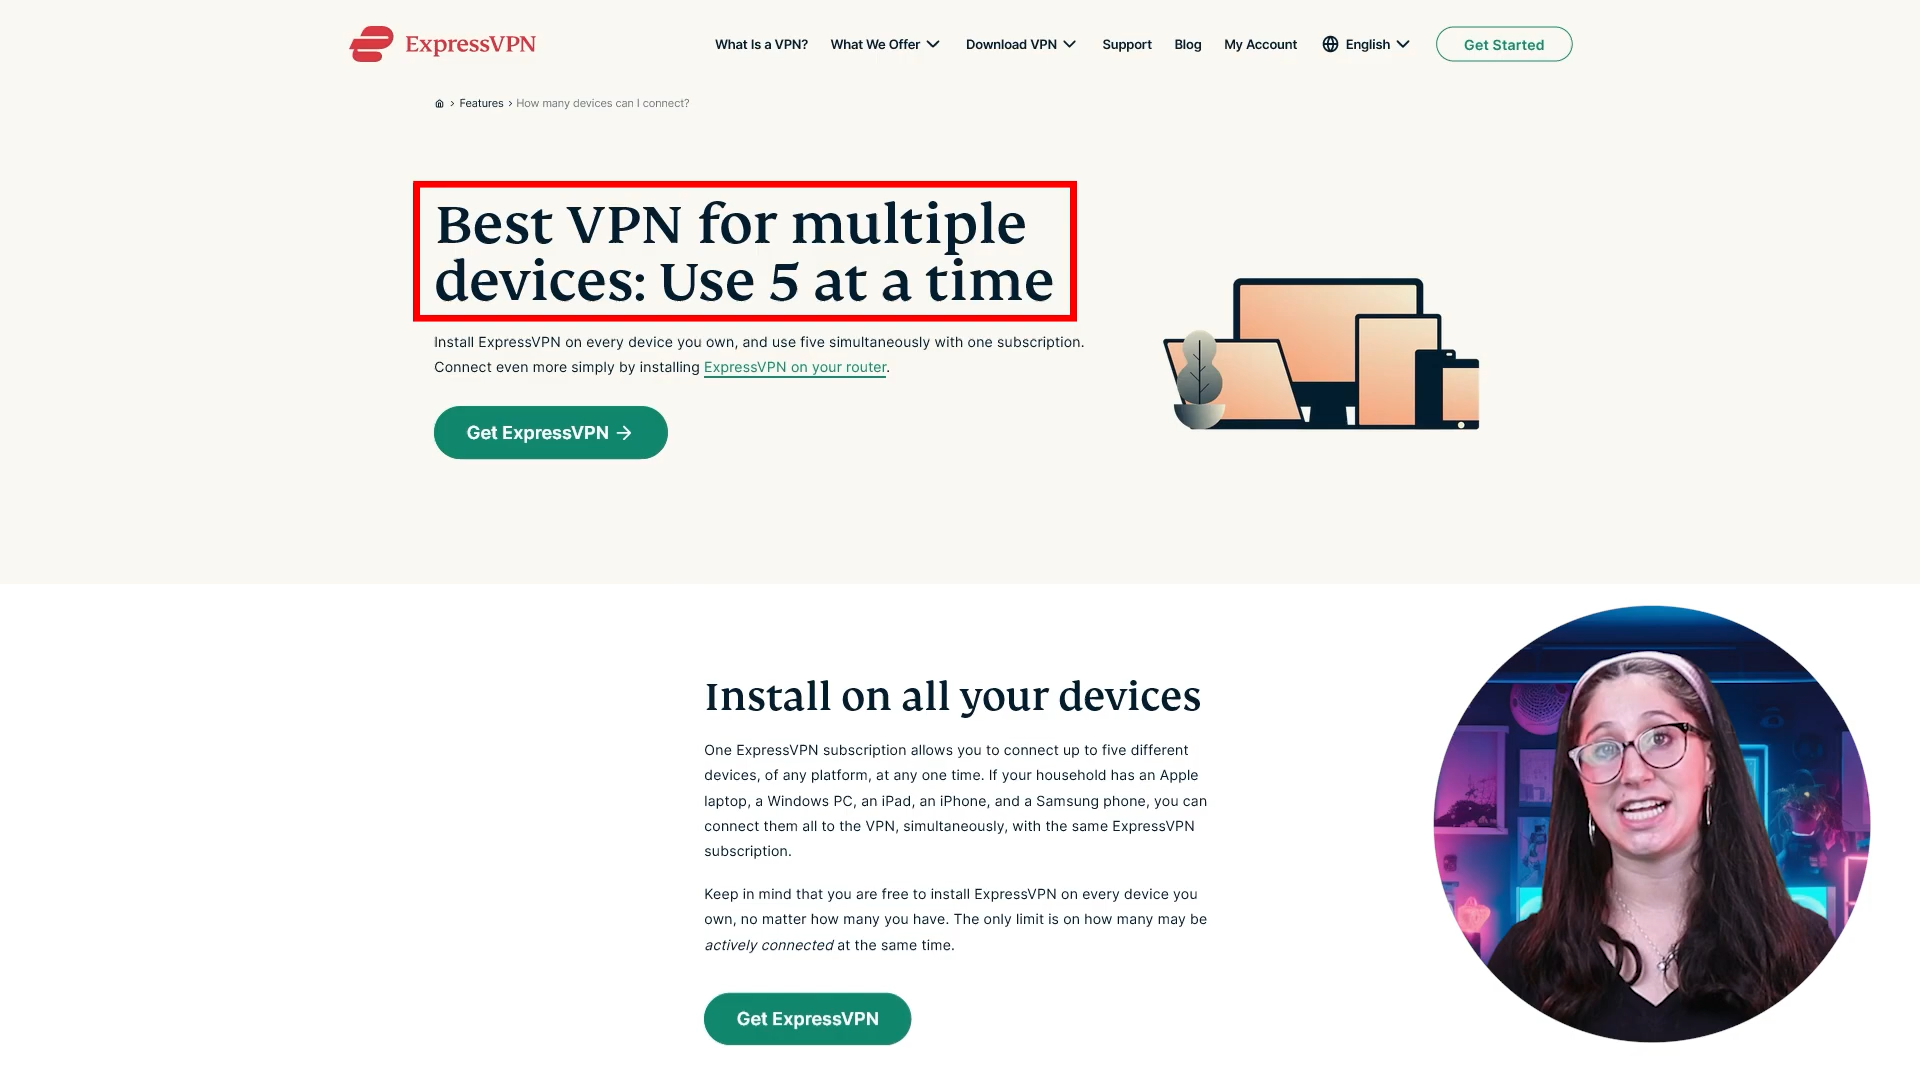 ExpressVPN
What Is a VPN? What We Offer Download VPN Support Blog My Account English Get Started
> Features > How many devices can I connect?
Best VPN for multiple
devices: Use 5 at a time
Install ExpressVPN on every device you own, and use five simultaneously with one subscription.
Connect even more simply by installing ExpressVPN on your router.
Get ExpressVPN →
Install on all your devices
One ExpressVPN subscription allows you to connect up to five different
devices, of any platform, at any one time. If your household has an Apple
laptop, a Windows PC, an iPad, an iPhone, and a Samsung phone, you can
connect them all to the VPN, simultaneously, with the same ExpressVPN
subscription.
Keep in mind that you are free to install ExpressVPN on every device you
own, no matter how many you have. The only limit is on how many may be
actively connected at the same time.
Get ExpressVPN